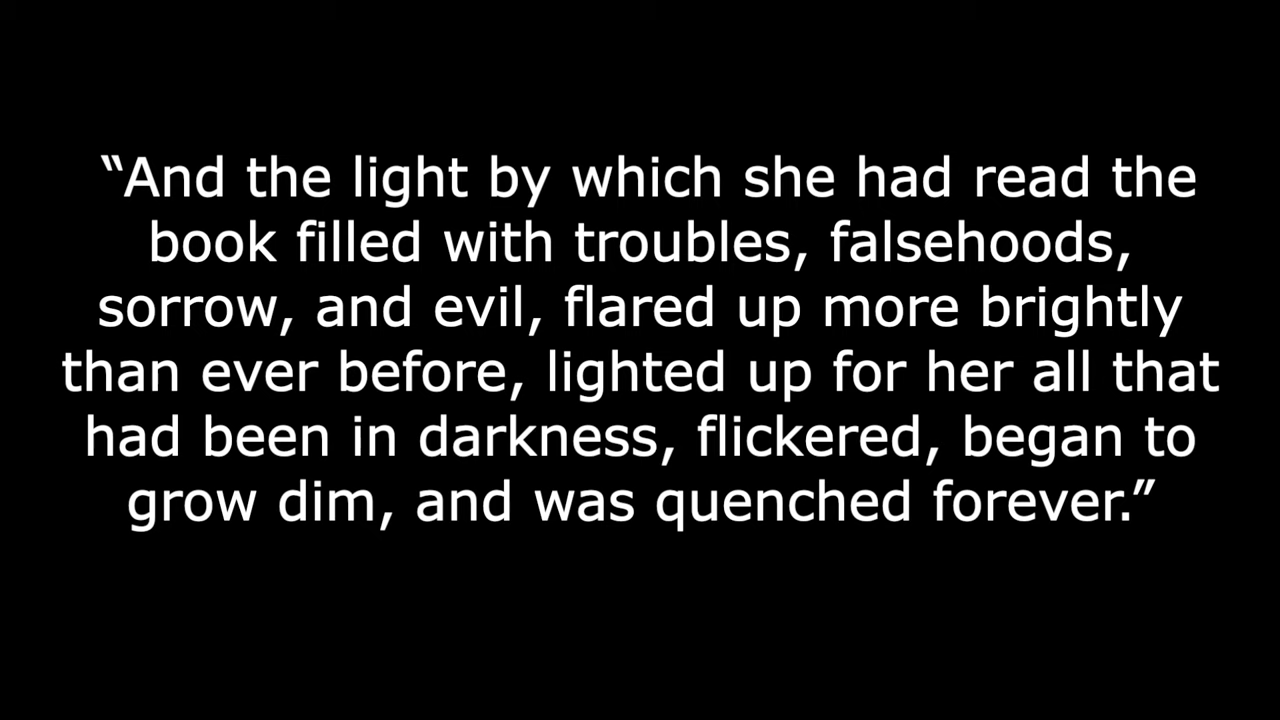 “And the light by which she had read the
book filled with troubles, falsehoods,
sorrow, and evil, flared up more brightly
than ever before, lighted up for her all that
had been in darkness, flickered, began to
grow dim, and was quenched forever.”